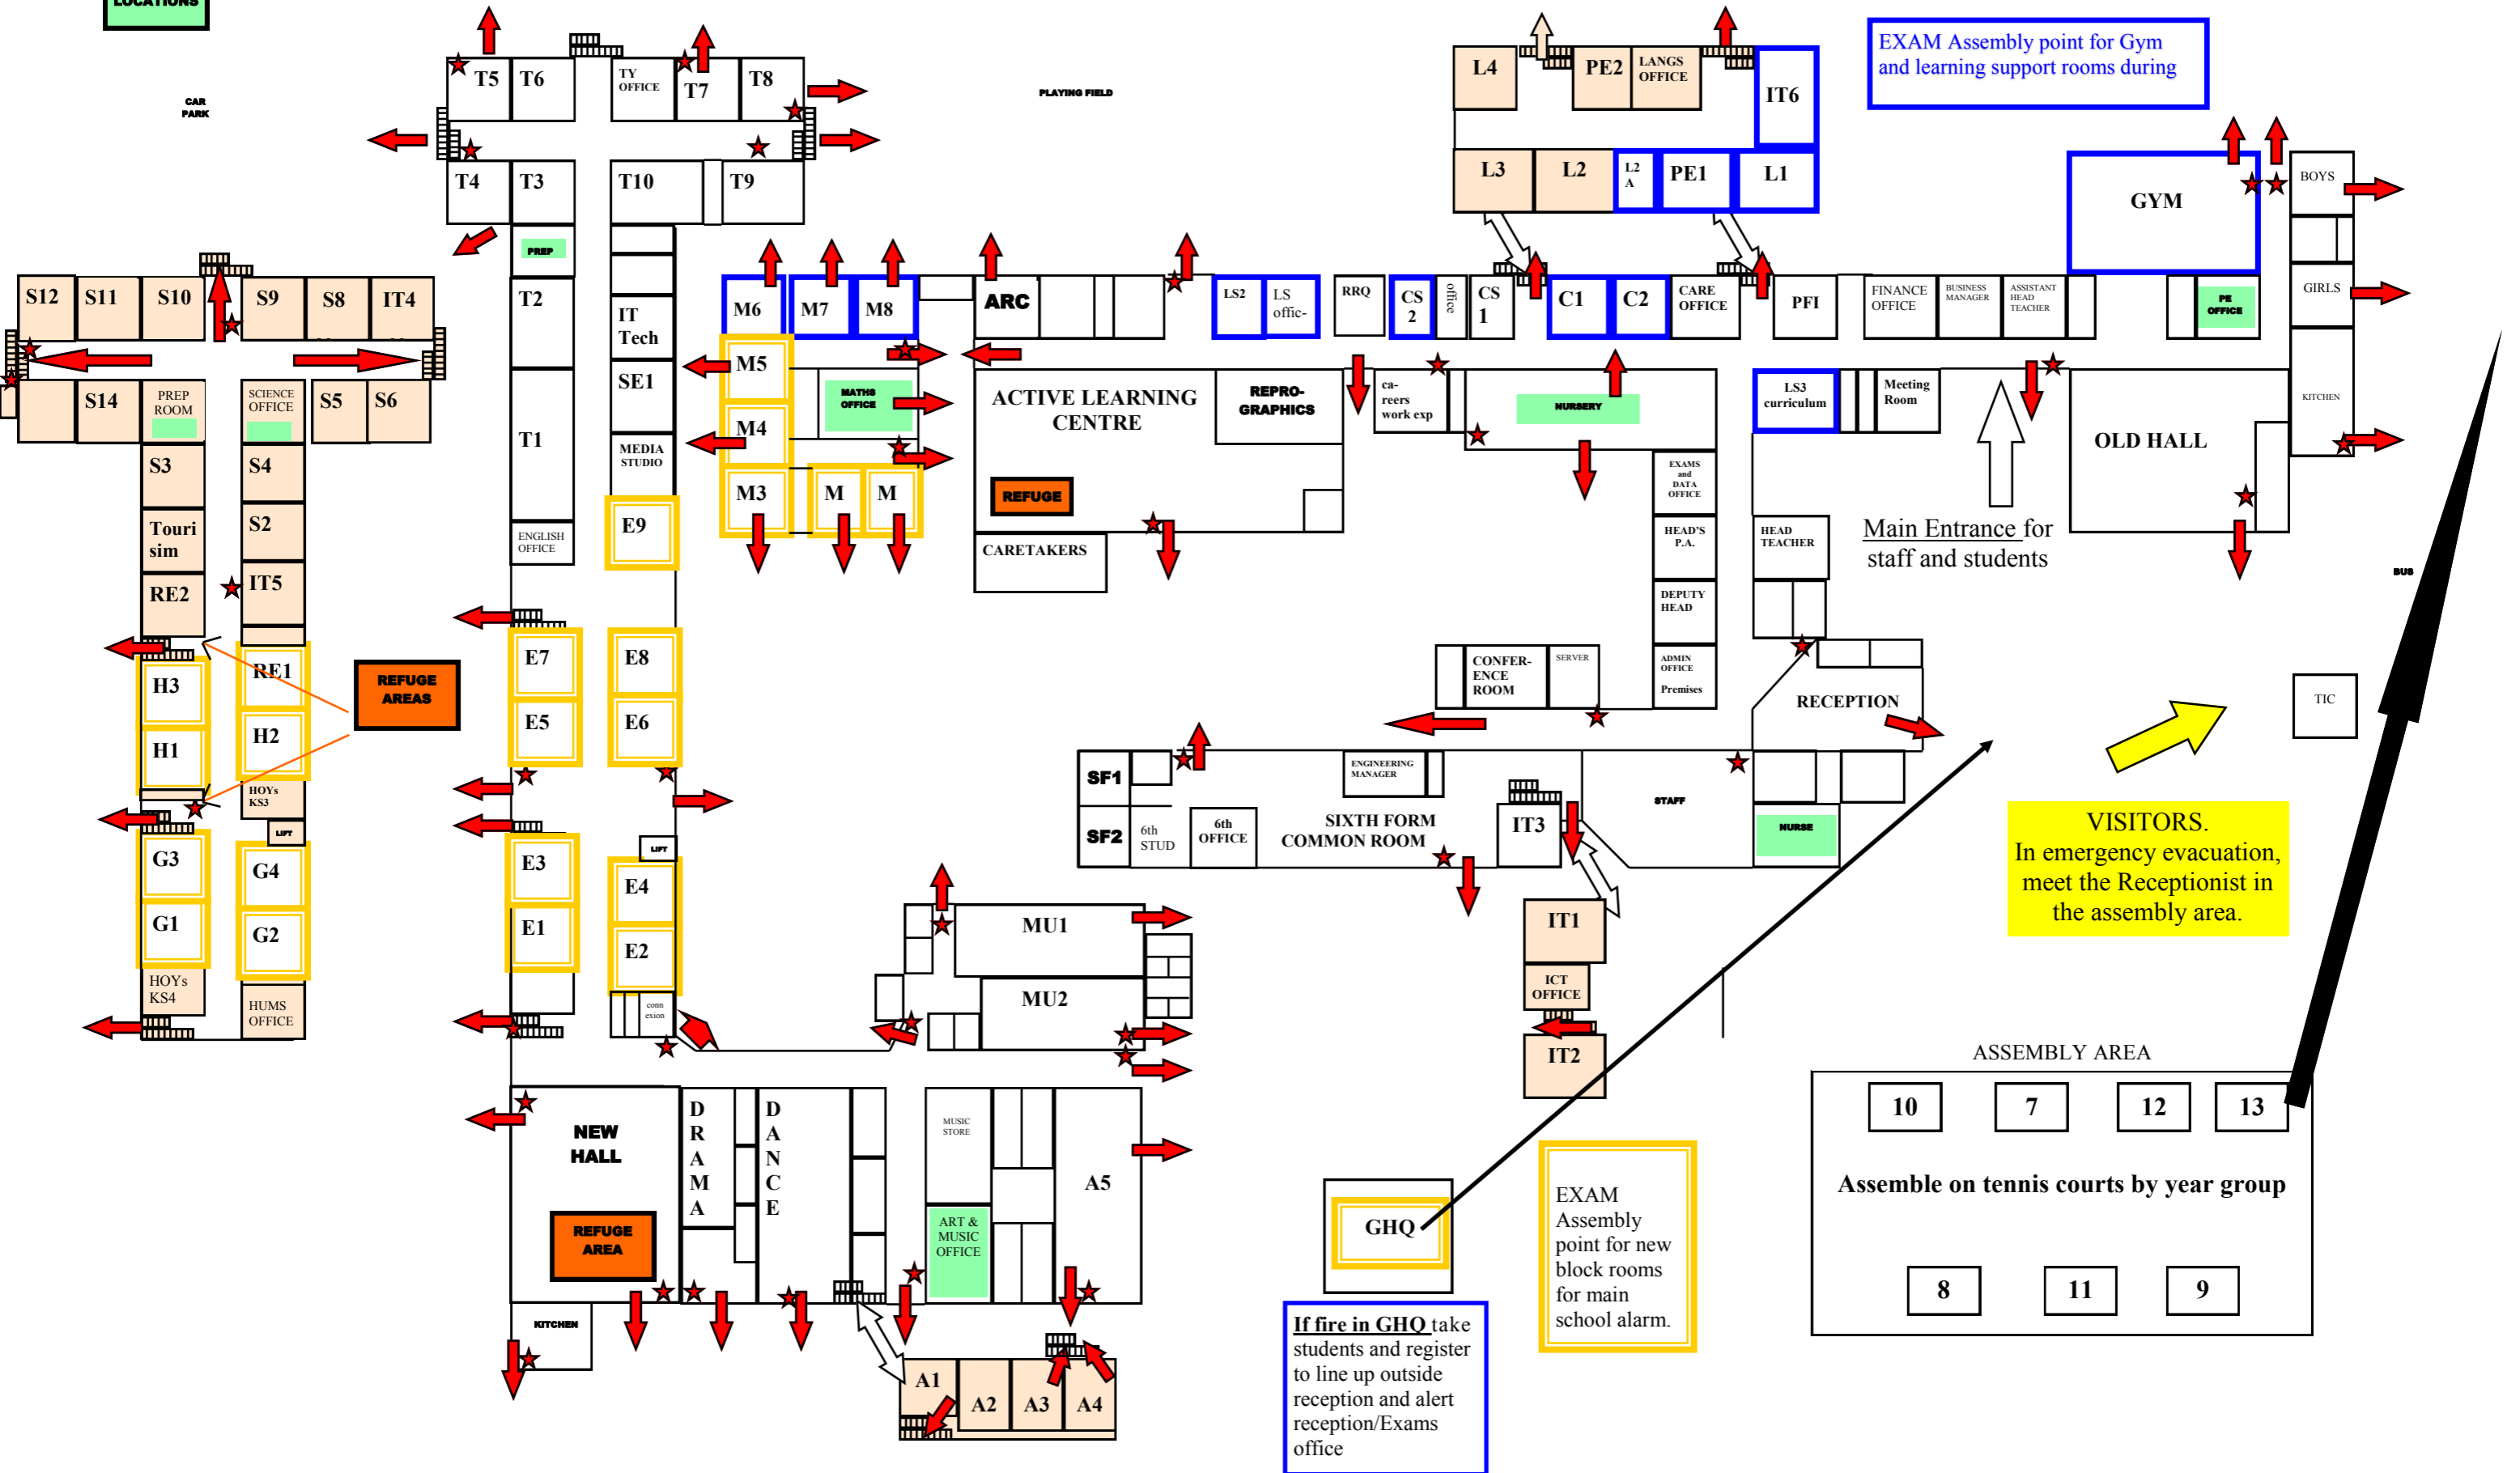 LOCATIONS
CAR
PARK
T5
T6
TY
OFFICE
T7
T8
T4
T3
T10
T9
PLAYING FIELD
L4
PE2
LANGS
OFFICE
IT6
L3
L2
L2
A
PE1
L1
EXAM Assembly point for Gym
and learning support rooms during
GYM
BOYS
GIRLS
KITCHEN
PREP
T2
IT
Tech
T1
SE1
MEDIA
STUDIO
ENGLISH
OFFICE
E9
S12
S11
S10
S9
S8
IT4
S14
PREP
ROOM
SCIENCE
OFFICE
S5
S6
S3
S4
Touri
sim
S2
RE2
IT5
M6
M7
M8
M5
M4
MATHS
OFFICE
M3
M
M
ARC
LS2
LS
offic-
RRQ
CS
2
office
CS
1
C1
C2
CARE
OFFICE
PFI
FINANCE
OFFICE
BUSINESS
MANAGER
ASSISTANT
HEAD
TEACHER
PE
OFFICE
ACTIVE LEARNING
CENTRE
REPRO-
GRAPHICS
REFUGE
CARETAKERS
ca-
reers
work exp
NURSERY
LS3
curriculum
Meeting
Room
OLD HALL
EXAMS
and
DATA
OFFICE
HEAD'S
P.A.
HEAD
TEACHER
DEPUTY
HEAD
ADMIN
OFFICE
Premises
Main Entrance for
staff and students
BUS
TIC
CONFER-
ENCE
ROOM
SERVER
RECEPTION
H3
RE1
H1
H2
HOYs
KS3
LIFT
REFUGE
AREAS
G3
G4
G1
G2
HOYs
KS4
HUMS
OFFICE
E7
E8
E5
E6
LIFT
E3
E4
E1
E2
conn
exion
SF1
SF2
6th
STUD
6th
OFFICE
ENGINEERING
MANAGER
SIXTH FORM
COMMON ROOM
IT3
STAFF
NURSE
IT1
ICT
OFFICE
IT2
VISITORS.
In emergency evacuation,
meet the Receptionist in
the assembly area.
MU1
MU2
NEW
HALL
REFUGE
AREA
KITCHEN
D
R
A
M
A
D
A
N
C
E
MUSIC
STORE
ART &
MUSIC
OFFICE
A5
A1
A2
A3
A4
GHQ
If fire in GHQ take
students and register
to line up outside
reception and alert
reception/Exams
office
EXAM
Assembly
point for new
block rooms
for main
school alarm.
ASSEMBLY AREA
10
7
12
13
Assemble on tennis courts by year group
8
11
9